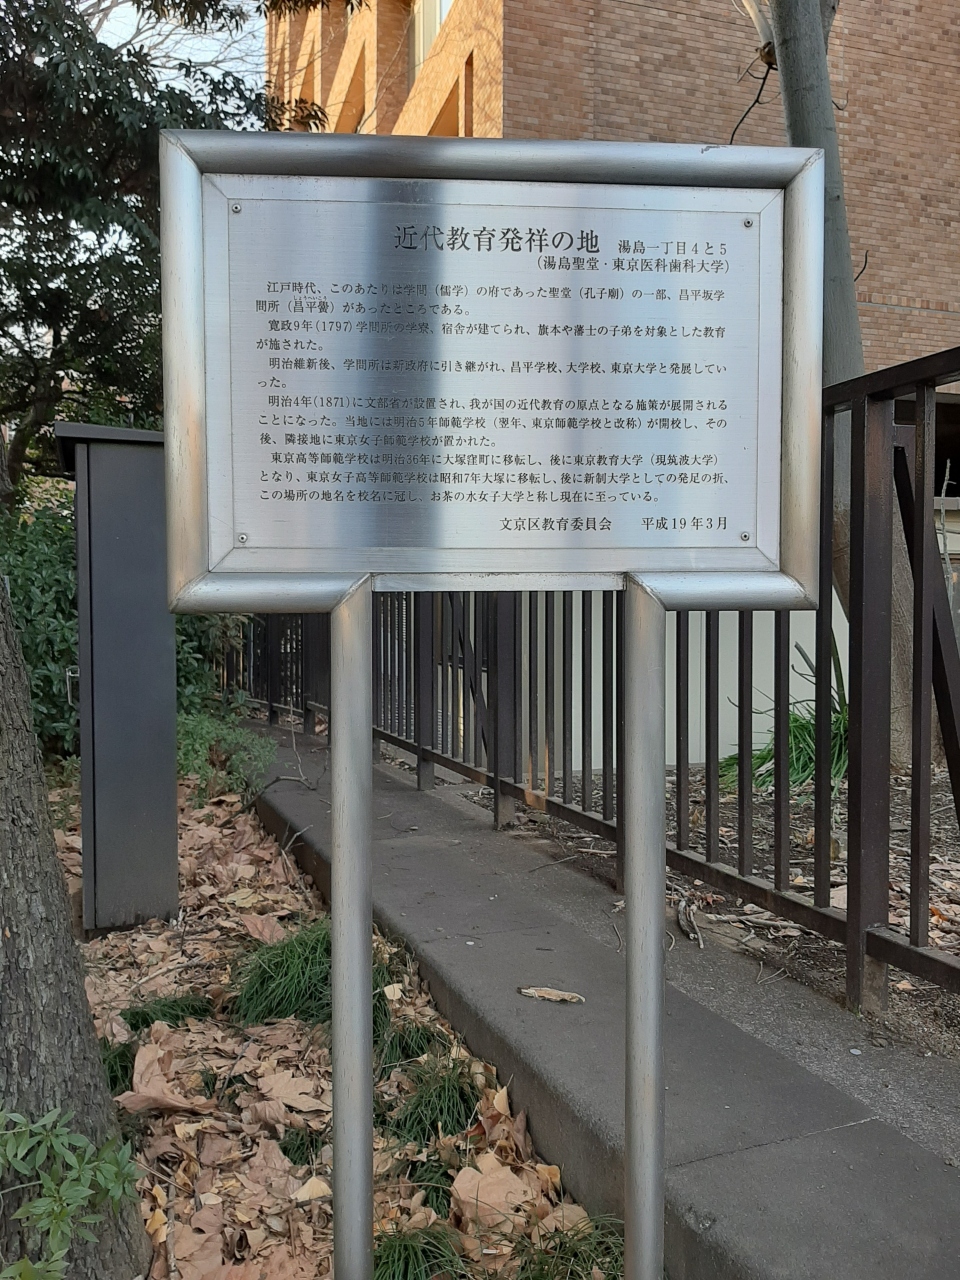 近代教育発祥の地 湯島一丁目4と5
(湯島聖堂・東京医科歯科大学)
江戸時代、このあたりは学問(儒学)の府であった聖堂(孔子廟)の一部、昌平坂学
しょうへいこう
問所(昌平黌)があったところである。
寛政9年(1797)学問所の学寮、宿舎が建てられ、旗本や藩士の子弟を対象とした教育
が施された。
明治維新後、学問所は新政府に引き継がれ、昌平学校、大学校、東京大学と発展してい
った。
明治4年(1871)に文部省が設置され、我が国の近代教育の原点となる施策が展開される
ことになった。当地には明治5年師範学校(翌年、東京師範学校と改称)が開校し、その
後、隣接地に東京女子師範学校が置かれた。
東京高等師範学校は明治36年に大塚窪町に移転し、後に東京教育大学(現筑波大学)
となり、東京女子高等師範学校は昭和7年大塚に移転し、後に新制大学としての発足の折、
この場所の地名を校名に冠し、お茶の水女子大学と称し現在に至っている。
文京区教育委員会 平成19年3月